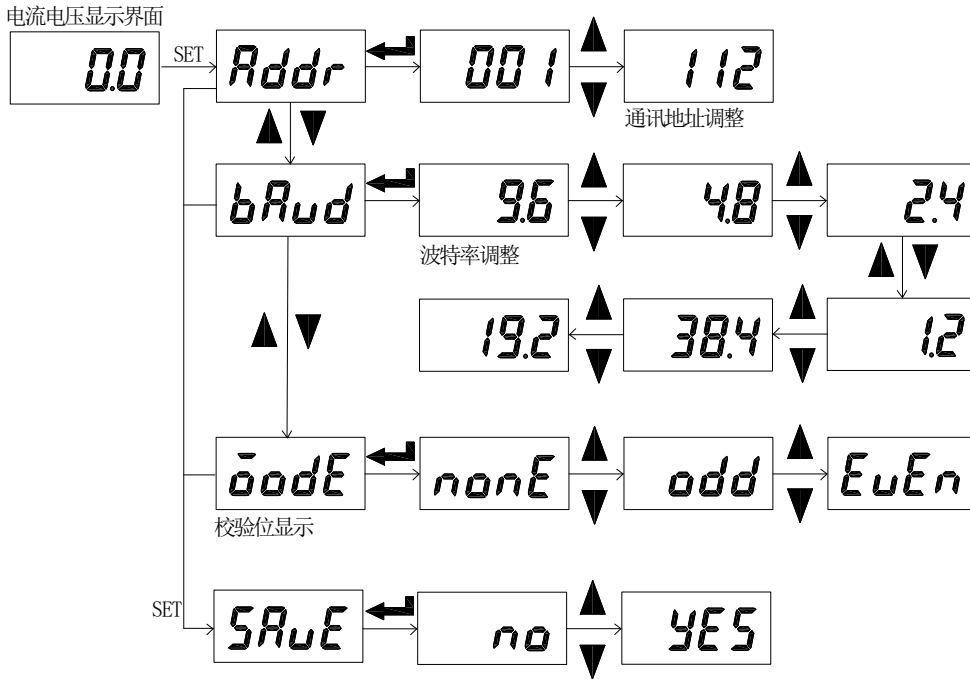 电流电压显示界面
0.0 SET Addr 001 112
通讯地址调整
bAud 9.6 4.8 2.4
波特率调整
19.2 38.4 1.2
modE nonE odd EvEn
校验位显示
SET SAvE no YES